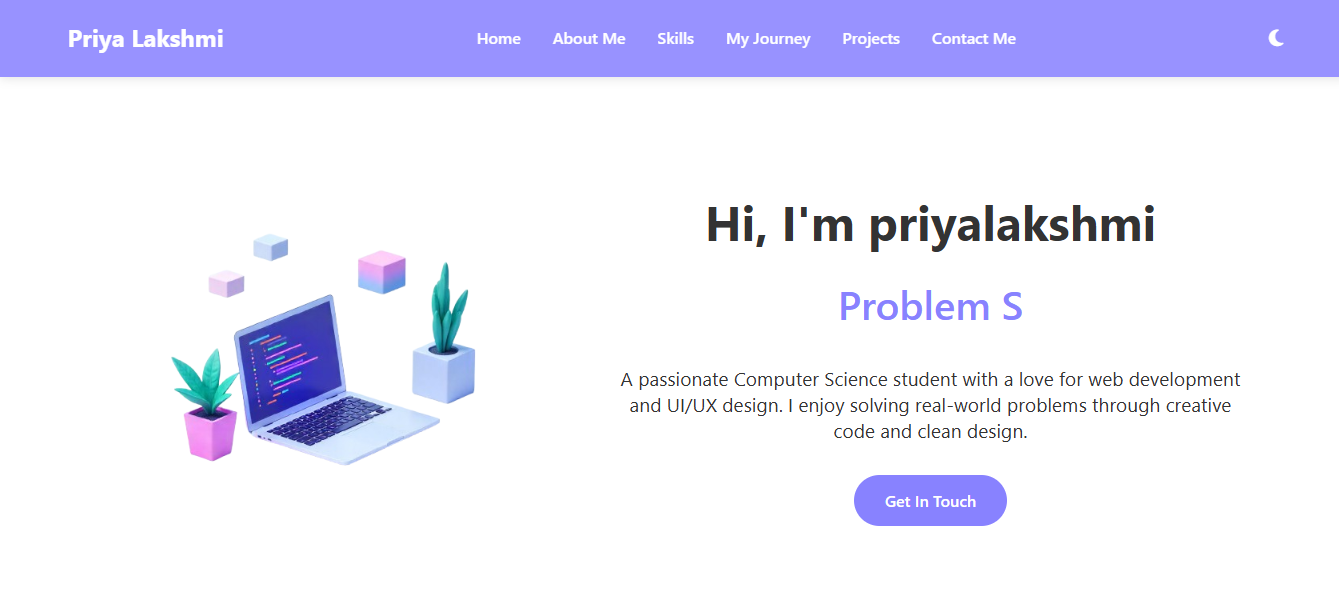 Priya Lakshmi
Home About Me Skills My Journey Projects Contact Me
Hi, I'm priyalakshmi
Problem S
A passionate Computer Science student with a love for web development
and UI/UX design. I enjoy solving real-world problems through creative
code and clean design.
Get In Touch